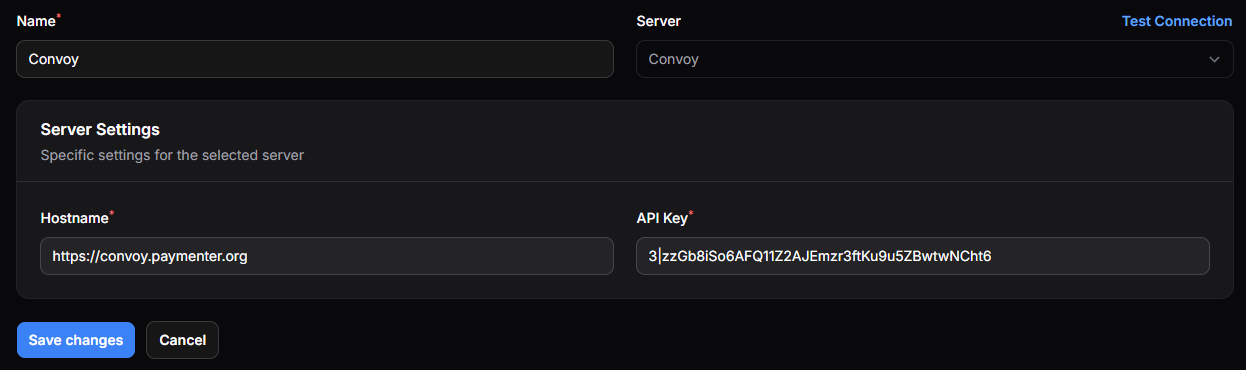 Name*
Server
Test Connection
Convoy
Convoy
Server Settings
Specific settings for the selected server
Hostname*
API Key*
https://convoy.paymenter.org
3|zzGb8iSo6AFQ11Z2AJEmzr3ftKu9u5ZBwtwNCht6
Save changes
Cancel